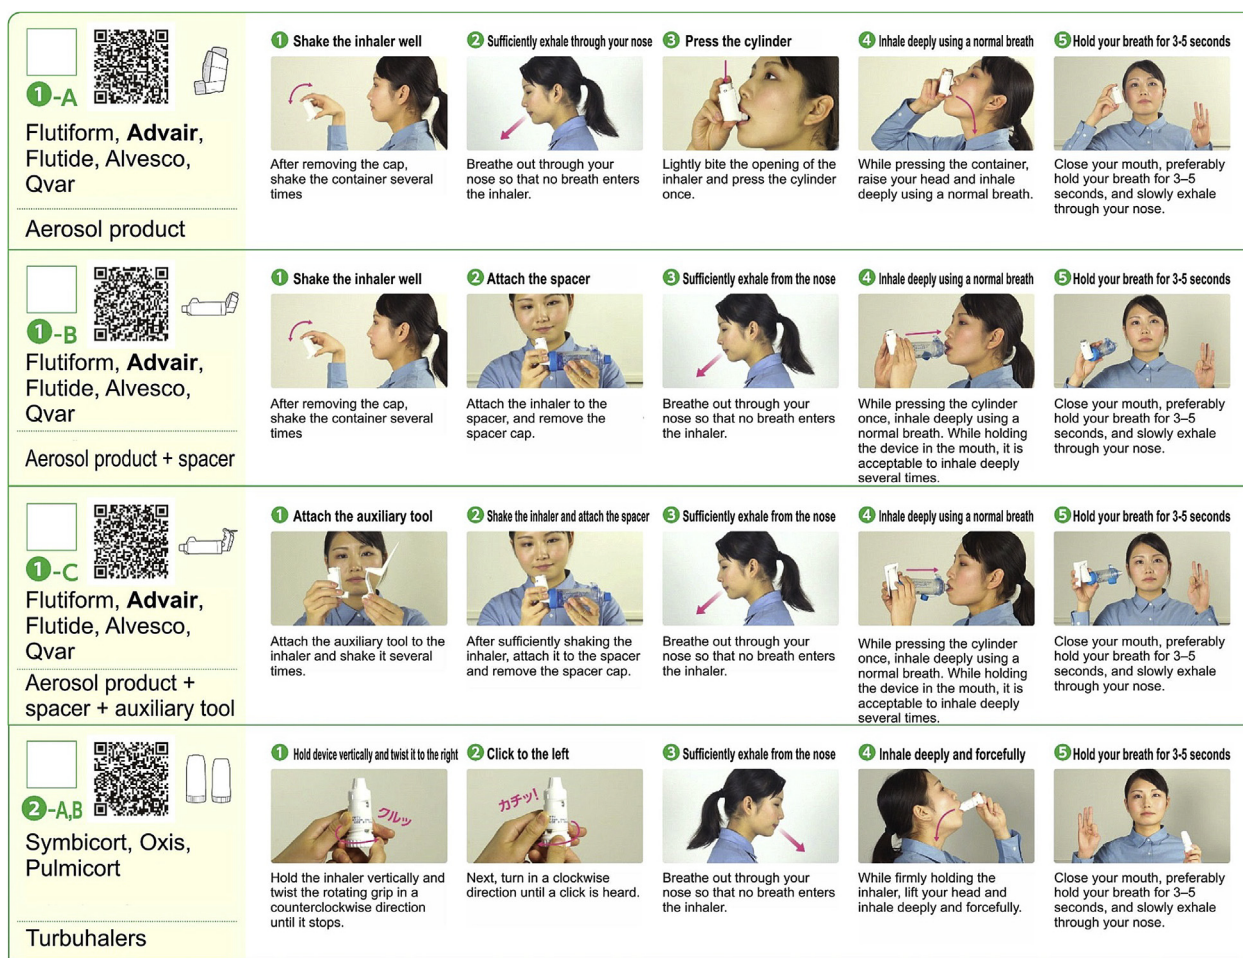 1-A
Flutiform, Advair,
Flutide, Alvesco,
Qvar
Aerosol product
1 Shake the inhaler well
After removing the cap,
shake the container several
times
2 Sufficiently exhale through your nose
Breathe out through your
nose so that no breath enters
the inhaler.
3 Press the cylinder
Lightly bite the opening of the
inhaler and press the cylinder
once.
4 Inhale deeply using a normal breath
While pressing the container,
raise your head and inhale
deeply using a normal breath.
5 Hold your breath for 3-5 seconds
Close your mouth, preferably
hold your breath for 3–5
seconds, and slowly exhale
through your nose.
1-B
Flutiform, Advair,
Flutide, Alvesco,
Qvar
Aerosol product + spacer
1 Shake the inhaler well
After removing the cap,
shake the container several
times
2 Attach the spacer
Attach the inhaler to the
spacer, and remove the
spacer cap.
3 Sufficiently exhale from the nose
Breathe out through your
nose so that no breath enters
the inhaler.
4 Inhale deeply using a normal breath
While pressing the cylinder
once, inhale deeply using a
normal breath. While holding
the device in the mouth, it is
acceptable to inhale deeply
several times.
5 Hold your breath for 3-5 seconds
Close your mouth, preferably
hold your breath for 3–5
seconds, and slowly exhale
through your nose.
1-C
Flutiform, Advair,
Flutide, Alvesco,
Qvar
Aerosol product +
spacer + auxiliary tool
1 Attach the auxiliary tool
Attach the auxiliary tool to the
inhaler and shake it several
times.
2 Shake the inhaler and attach the spacer
After sufficiently shaking the
inhaler, attach it to the spacer
and remove the spacer cap.
3 Sufficiently exhale from the nose
Breathe out through your
nose so that no breath enters
the inhaler.
4 Inhale deeply using a normal breath
While pressing the cylinder
once, inhale deeply using a
normal breath. While holding
the device in the mouth, it is
acceptable to inhale deeply
several times.
5 Hold your breath for 3-5 seconds
Close your mouth, preferably
hold your breath for 3–5
seconds, and slowly exhale
through your nose.
2-A,B
Symbicort, Oxis,
Pulmicort
Turbuhalers
1 Hold device vertically and twist it to the right
クルッ
Hold the inhaler vertically and
twist the rotating grip in a
counterclockwise direction
until it stops.
2 Click to the left
カチッ!
Next, turn in a clockwise
direction until a click is heard.
3 Sufficiently exhale from the nose
Breathe out through your
nose so that no breath enters
the inhaler.
4 Inhale deeply and forcefully
While firmly holding the
inhaler, lift your head and
inhale deeply and forcefully.
5 Hold your breath for 3-5 seconds
Close your mouth, preferably
hold your breath for 3–5
seconds, and slowly exhale
through your nose.